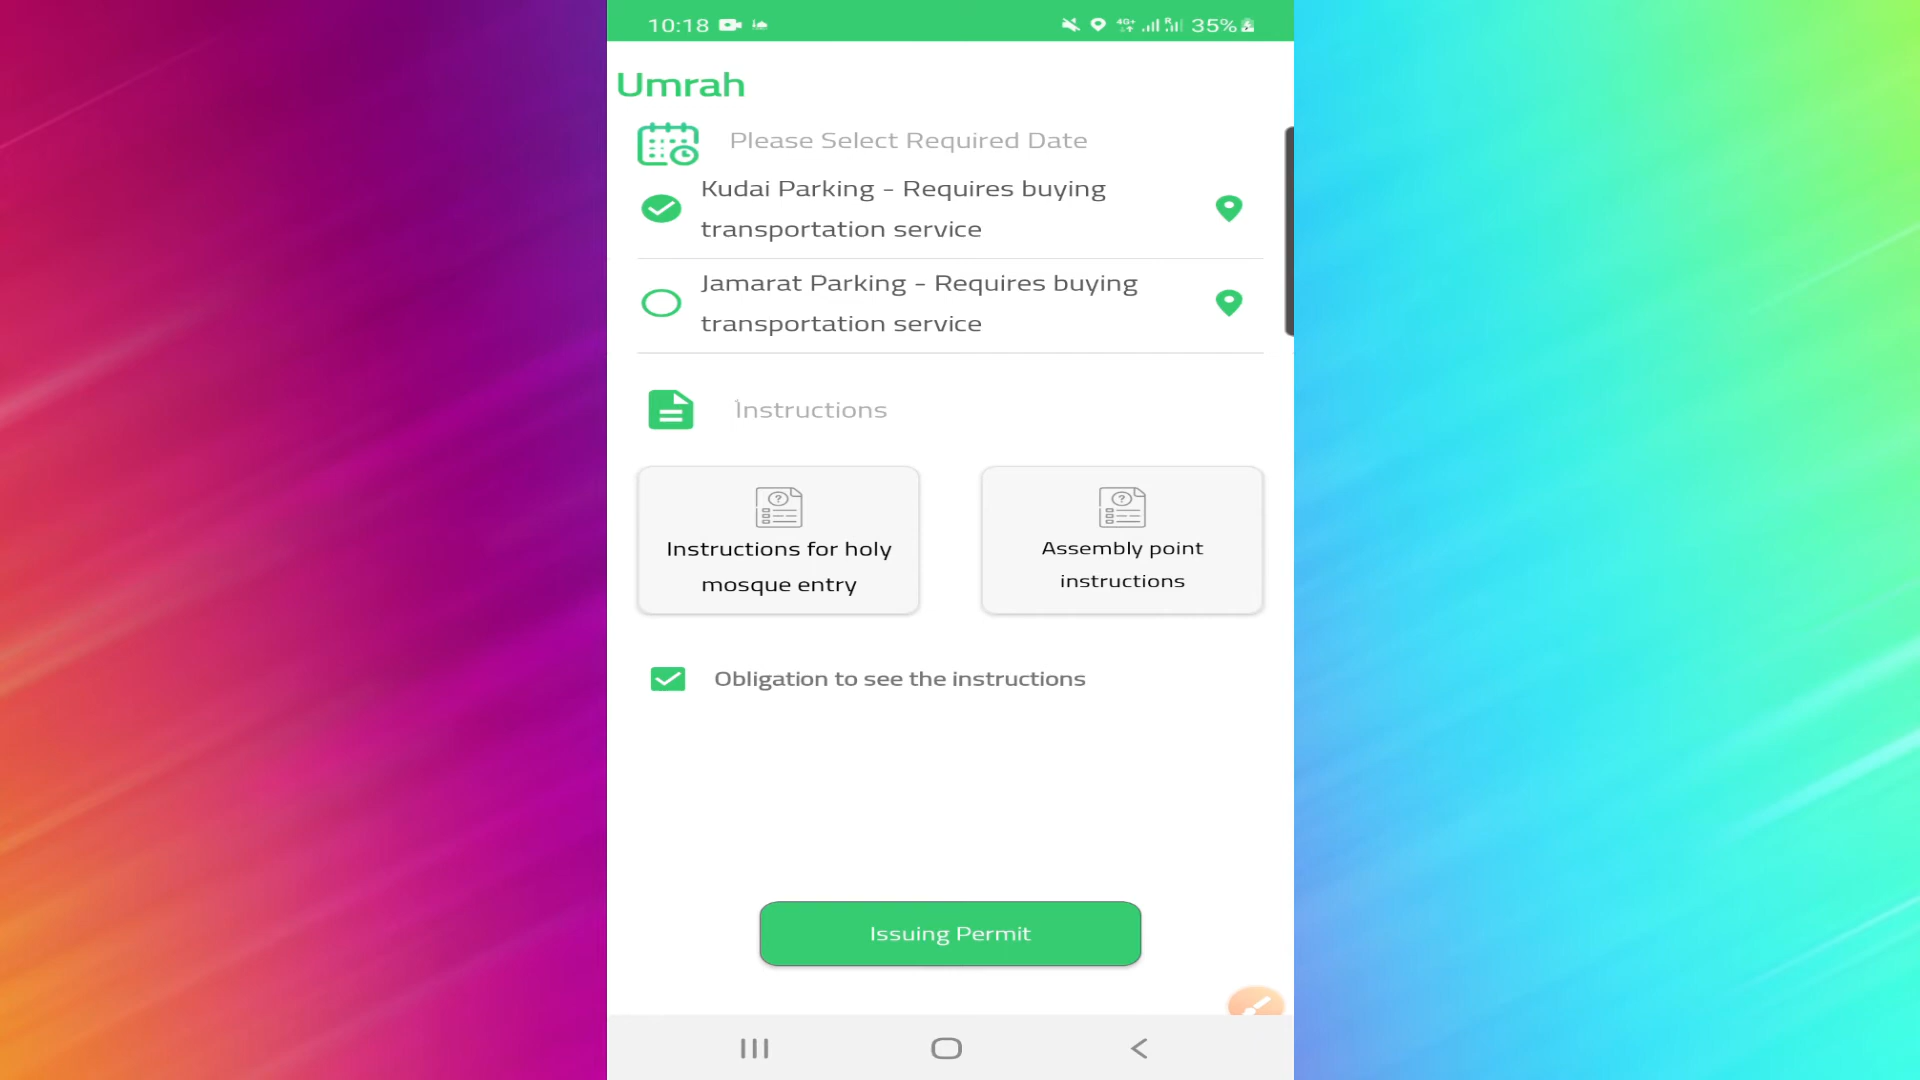 10:18
4G+ R 35%
Umrah
Please Select Required Date
Kudai Parking - Requires buying
transportation service
Jamarat Parking - Requires buying
transportation service
Instructions
Instructions for holy
mosque entry
Assembly point
instructions
Obligation to see the instructions
Issuing Permit